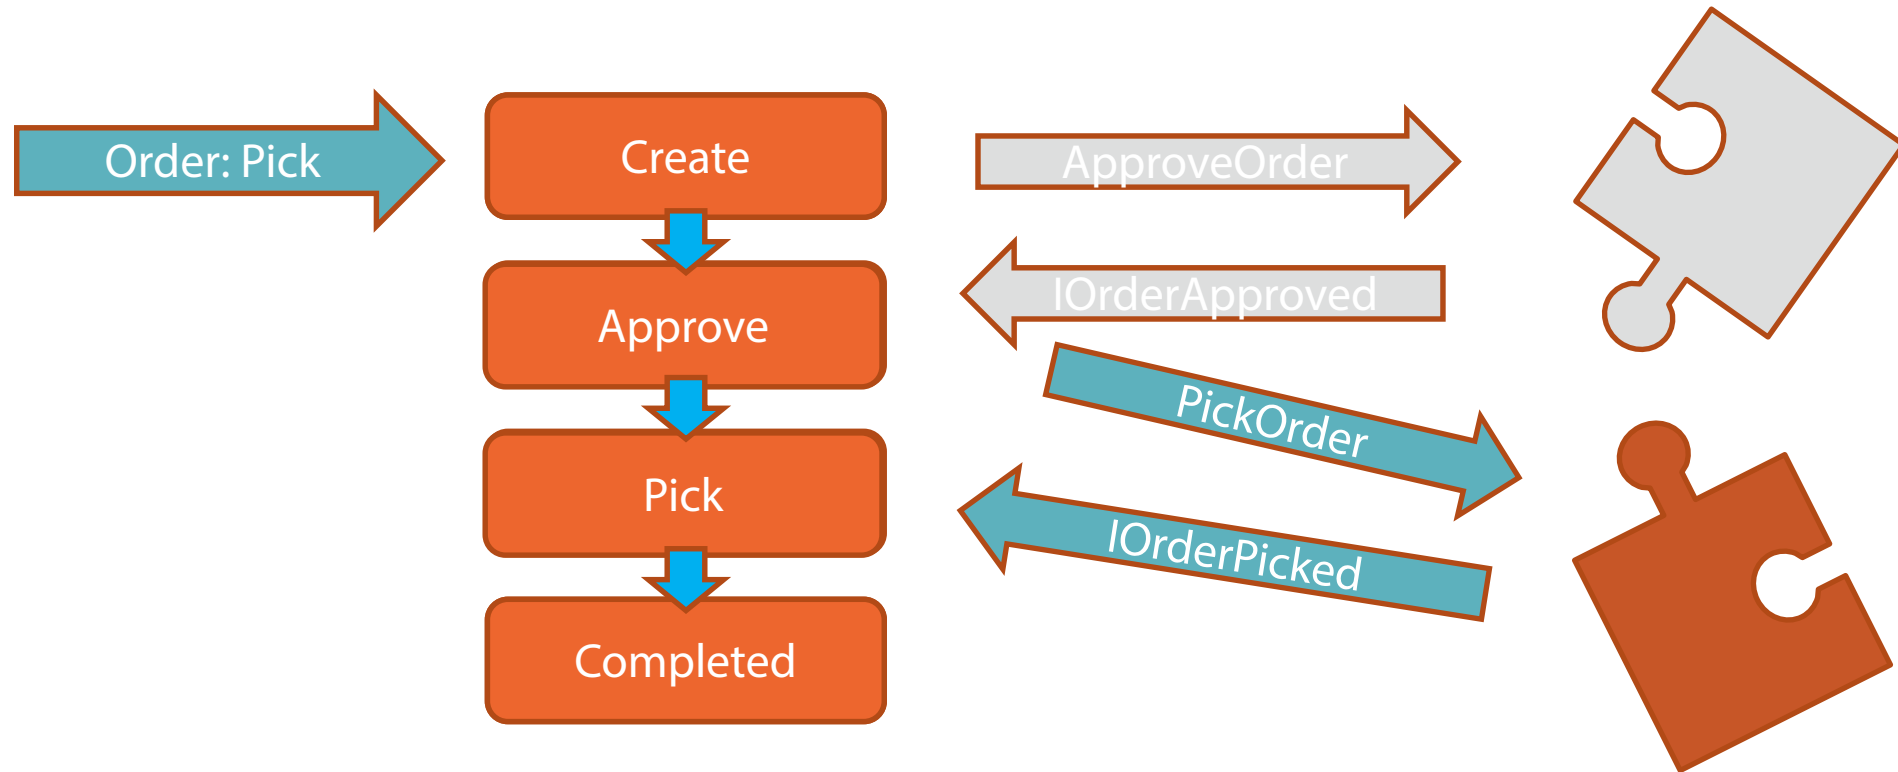 Order: Pick
Create
ApproveOrder
IOrderApproved
Approve
PickOrder
Pick
IOrderPicked
Completed